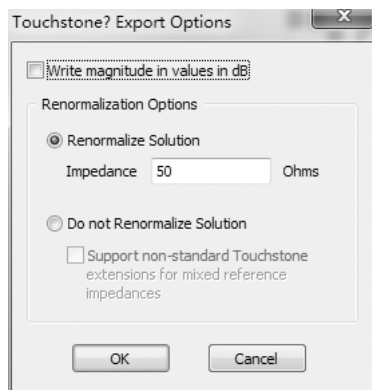 Touchstone? Export Options
x
Write magnitude in values in dB
Renormalization Options
Renormalize Solution
Impedance 50 Ohms
Do not Renormalize Solution
Support non-standard Touchstone
extensions for mixed reference
impedances
OK Cancel